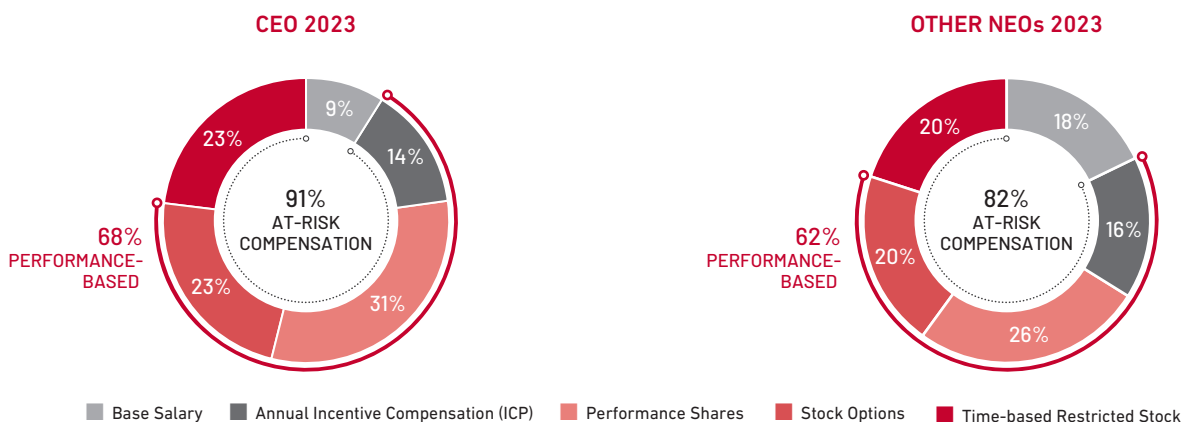 CEO 2023
9%
14%
31%
23%
23%
91%
AT-RISK
COMPENSATION
68%
PERFORMANCE-
BASED
OTHER NEOs 2023
18%
16%
26%
20%
20%
82%
AT-RISK
COMPENSATION
62%
PERFORMANCE-
BASED
Base Salary
Annual Incentive Compensation (ICP)
Performance Shares
Stock Options
Time-based Restricted Stock